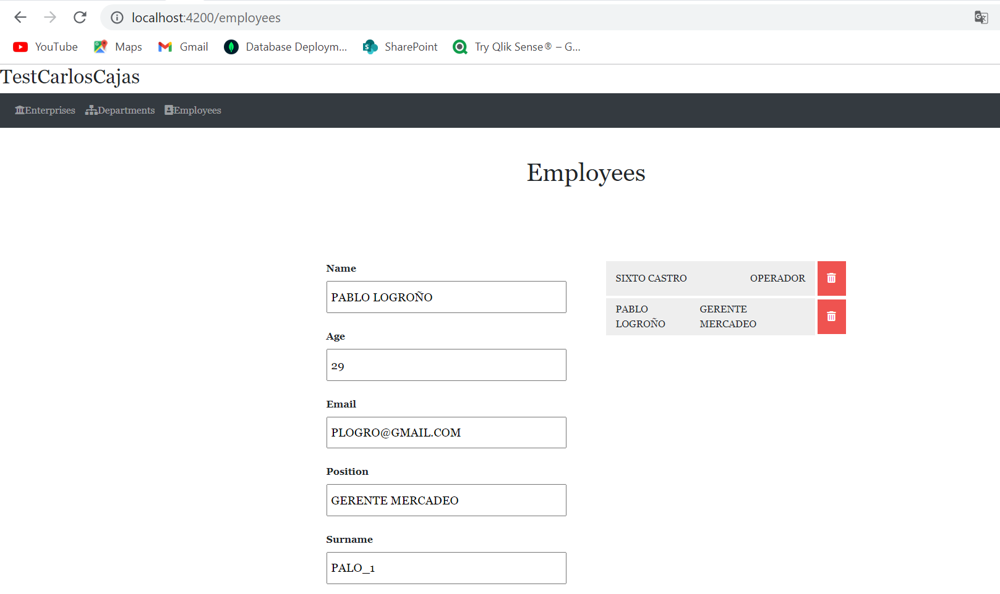 localhost:4200/employees
YouTube Maps Gmail Database Deploym... SharePoint Try Qlik Sense® – G...
TestCarlosCajas
Enterprises Departments Employees
Employees
Name
PABLO LOGROÑO
Age
29
Email
PLOGRO@GMAIL.COM
Position
GERENTE MERCADEO
Surname
PALO_1
SIXTO CASTRO OPERADOR
PABLO GERENTE
LOGROÑO MERCADEO